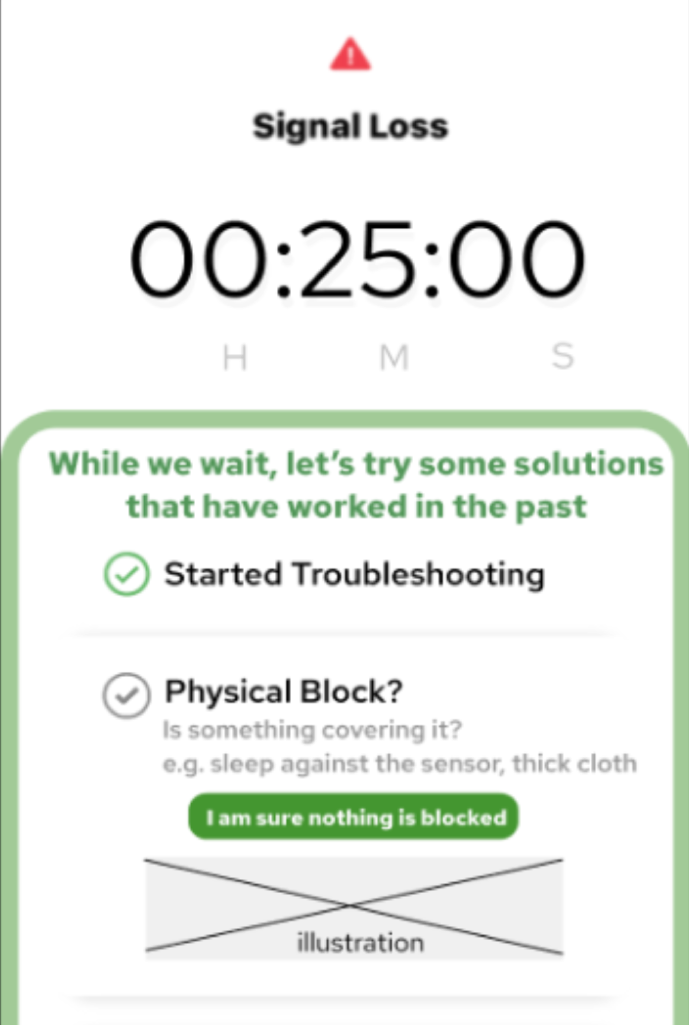 Signal Loss
00:25:00
H M S
While we wait, let's try some solutions
that have worked in the past
Started Troubleshooting
Physical Block?
Is something covering it?
e.g. sleep against the sensor, thick cloth
I am sure nothing is blocked
illustration